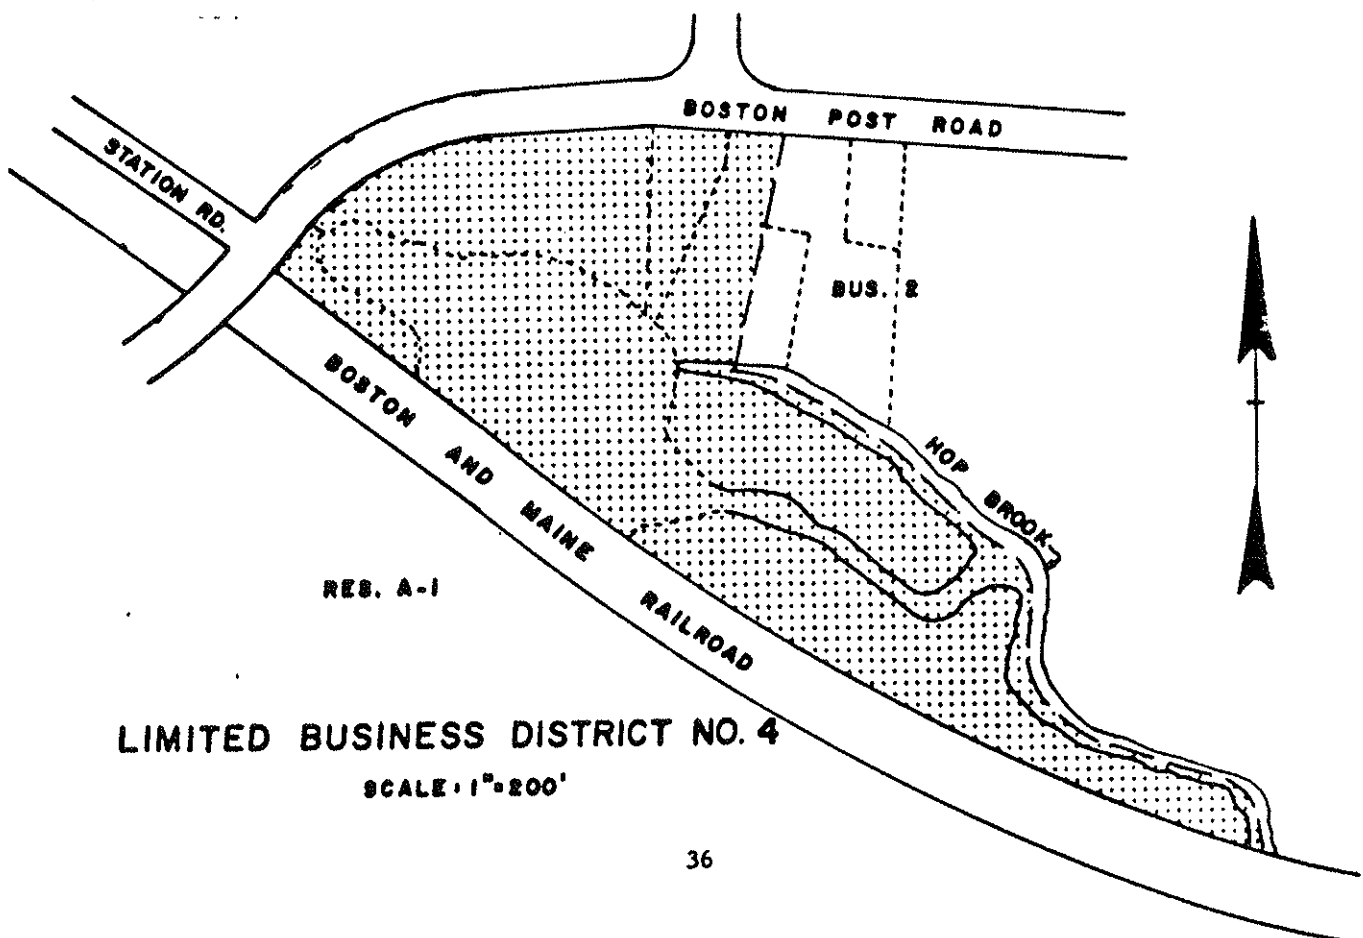 BOSTON POST ROAD
STATION RD.
BUS. 2
BOSTON AND MAINE RAILROAD
HOP BROOK
RES. A-1
LIMITED BUSINESS DISTRICT NO. 4
SCALE: 1"=200'
36